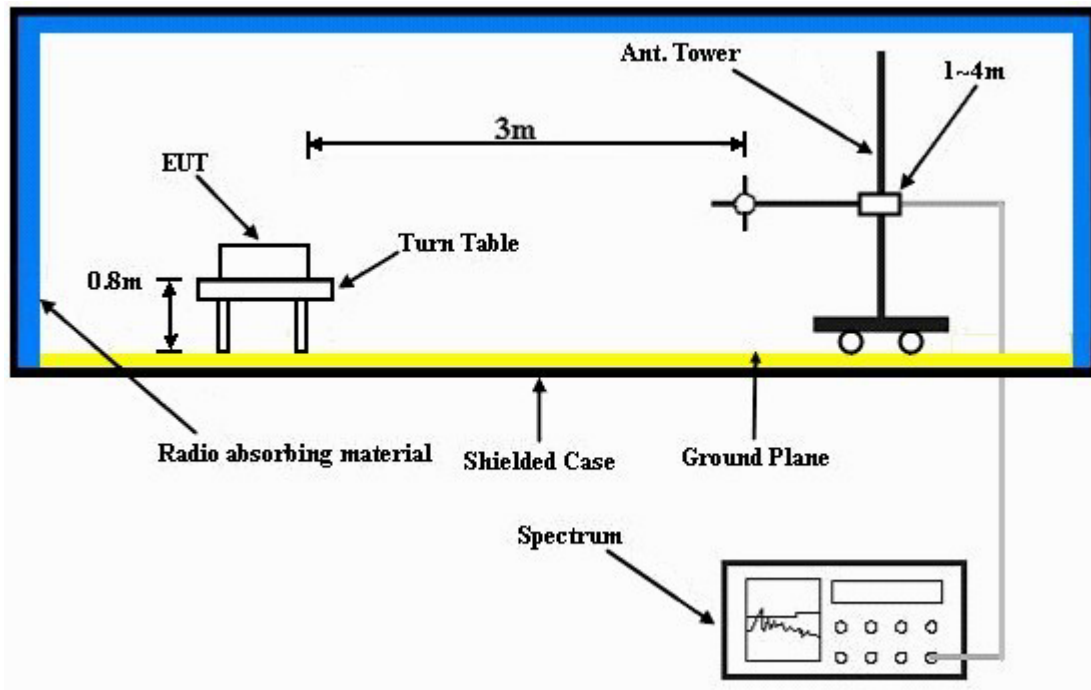 Ant. Tower
1~4m
3m
EUT
Turn Table
0.8m
Radio absorbing material
Shielded Case
Ground Plane
Spectrum